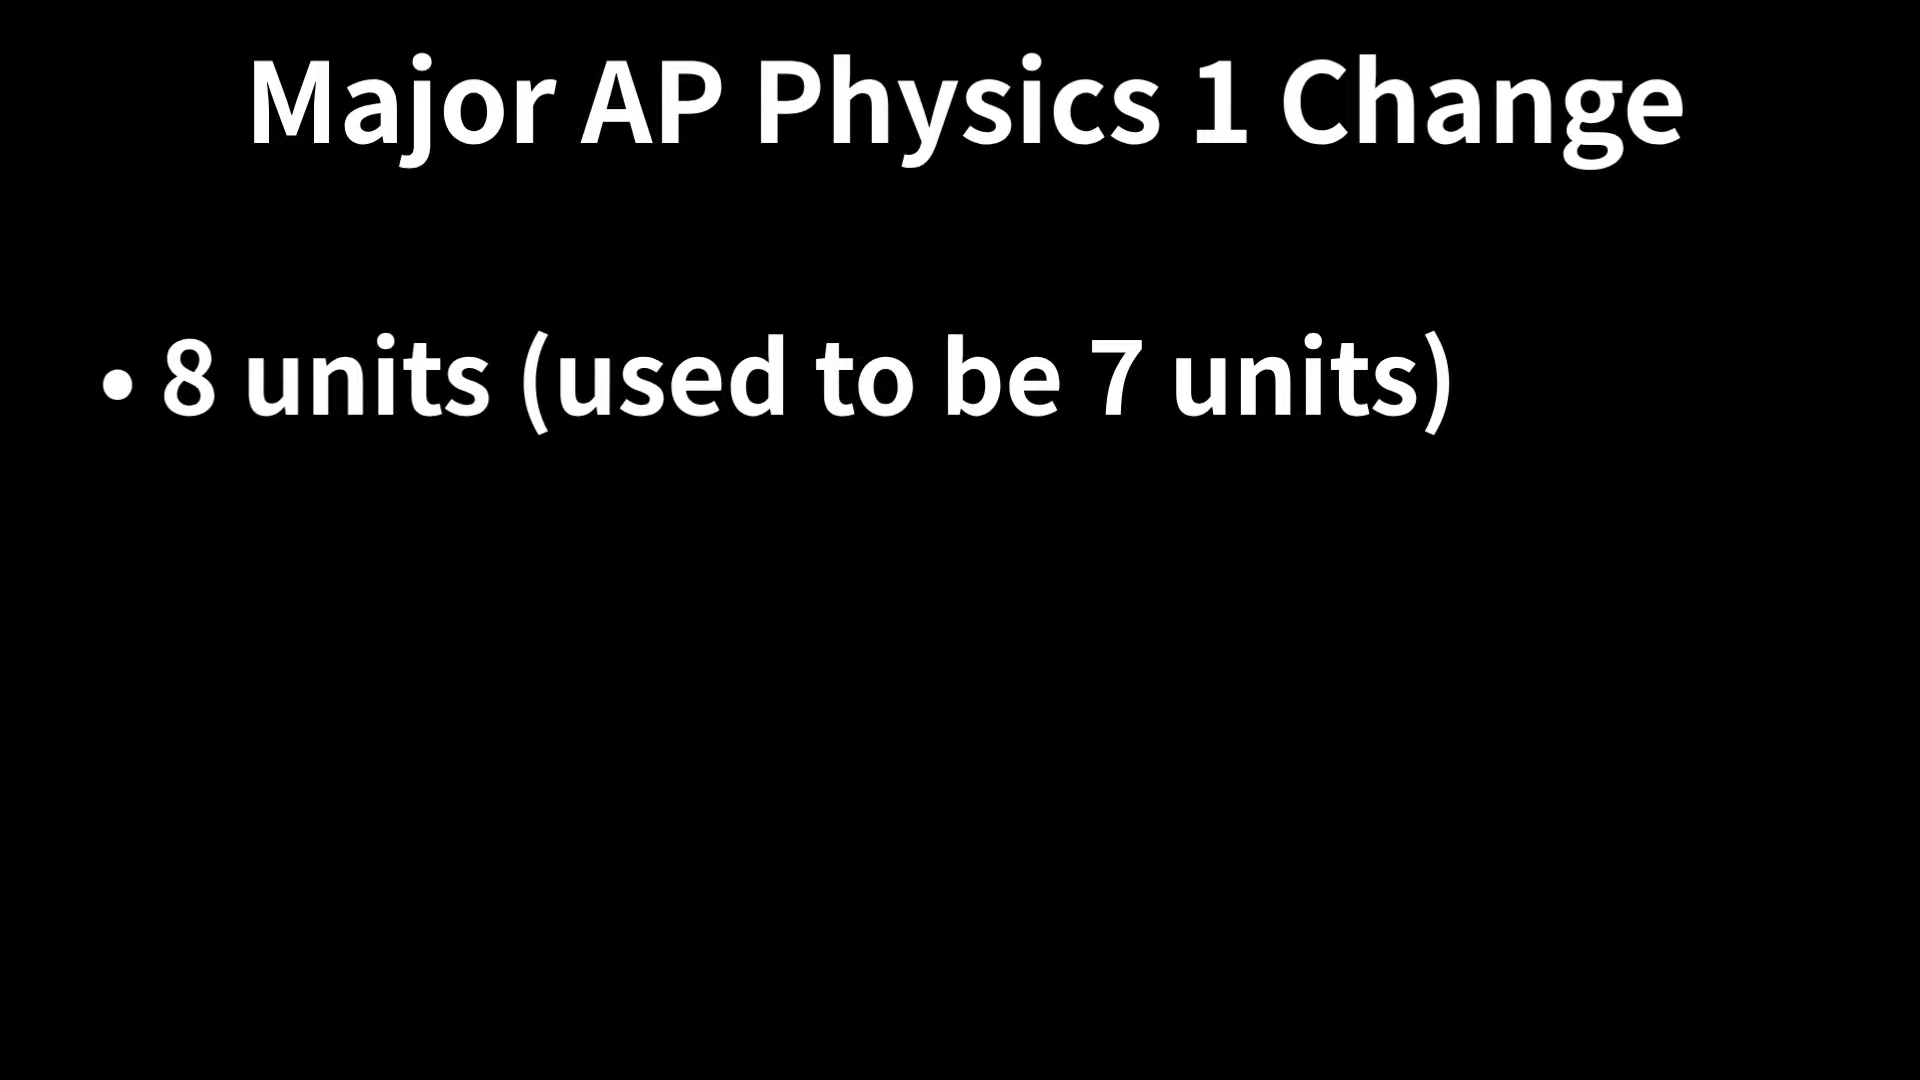 Major AP Physics 1 Change
• 8 units (used to be 7 units)